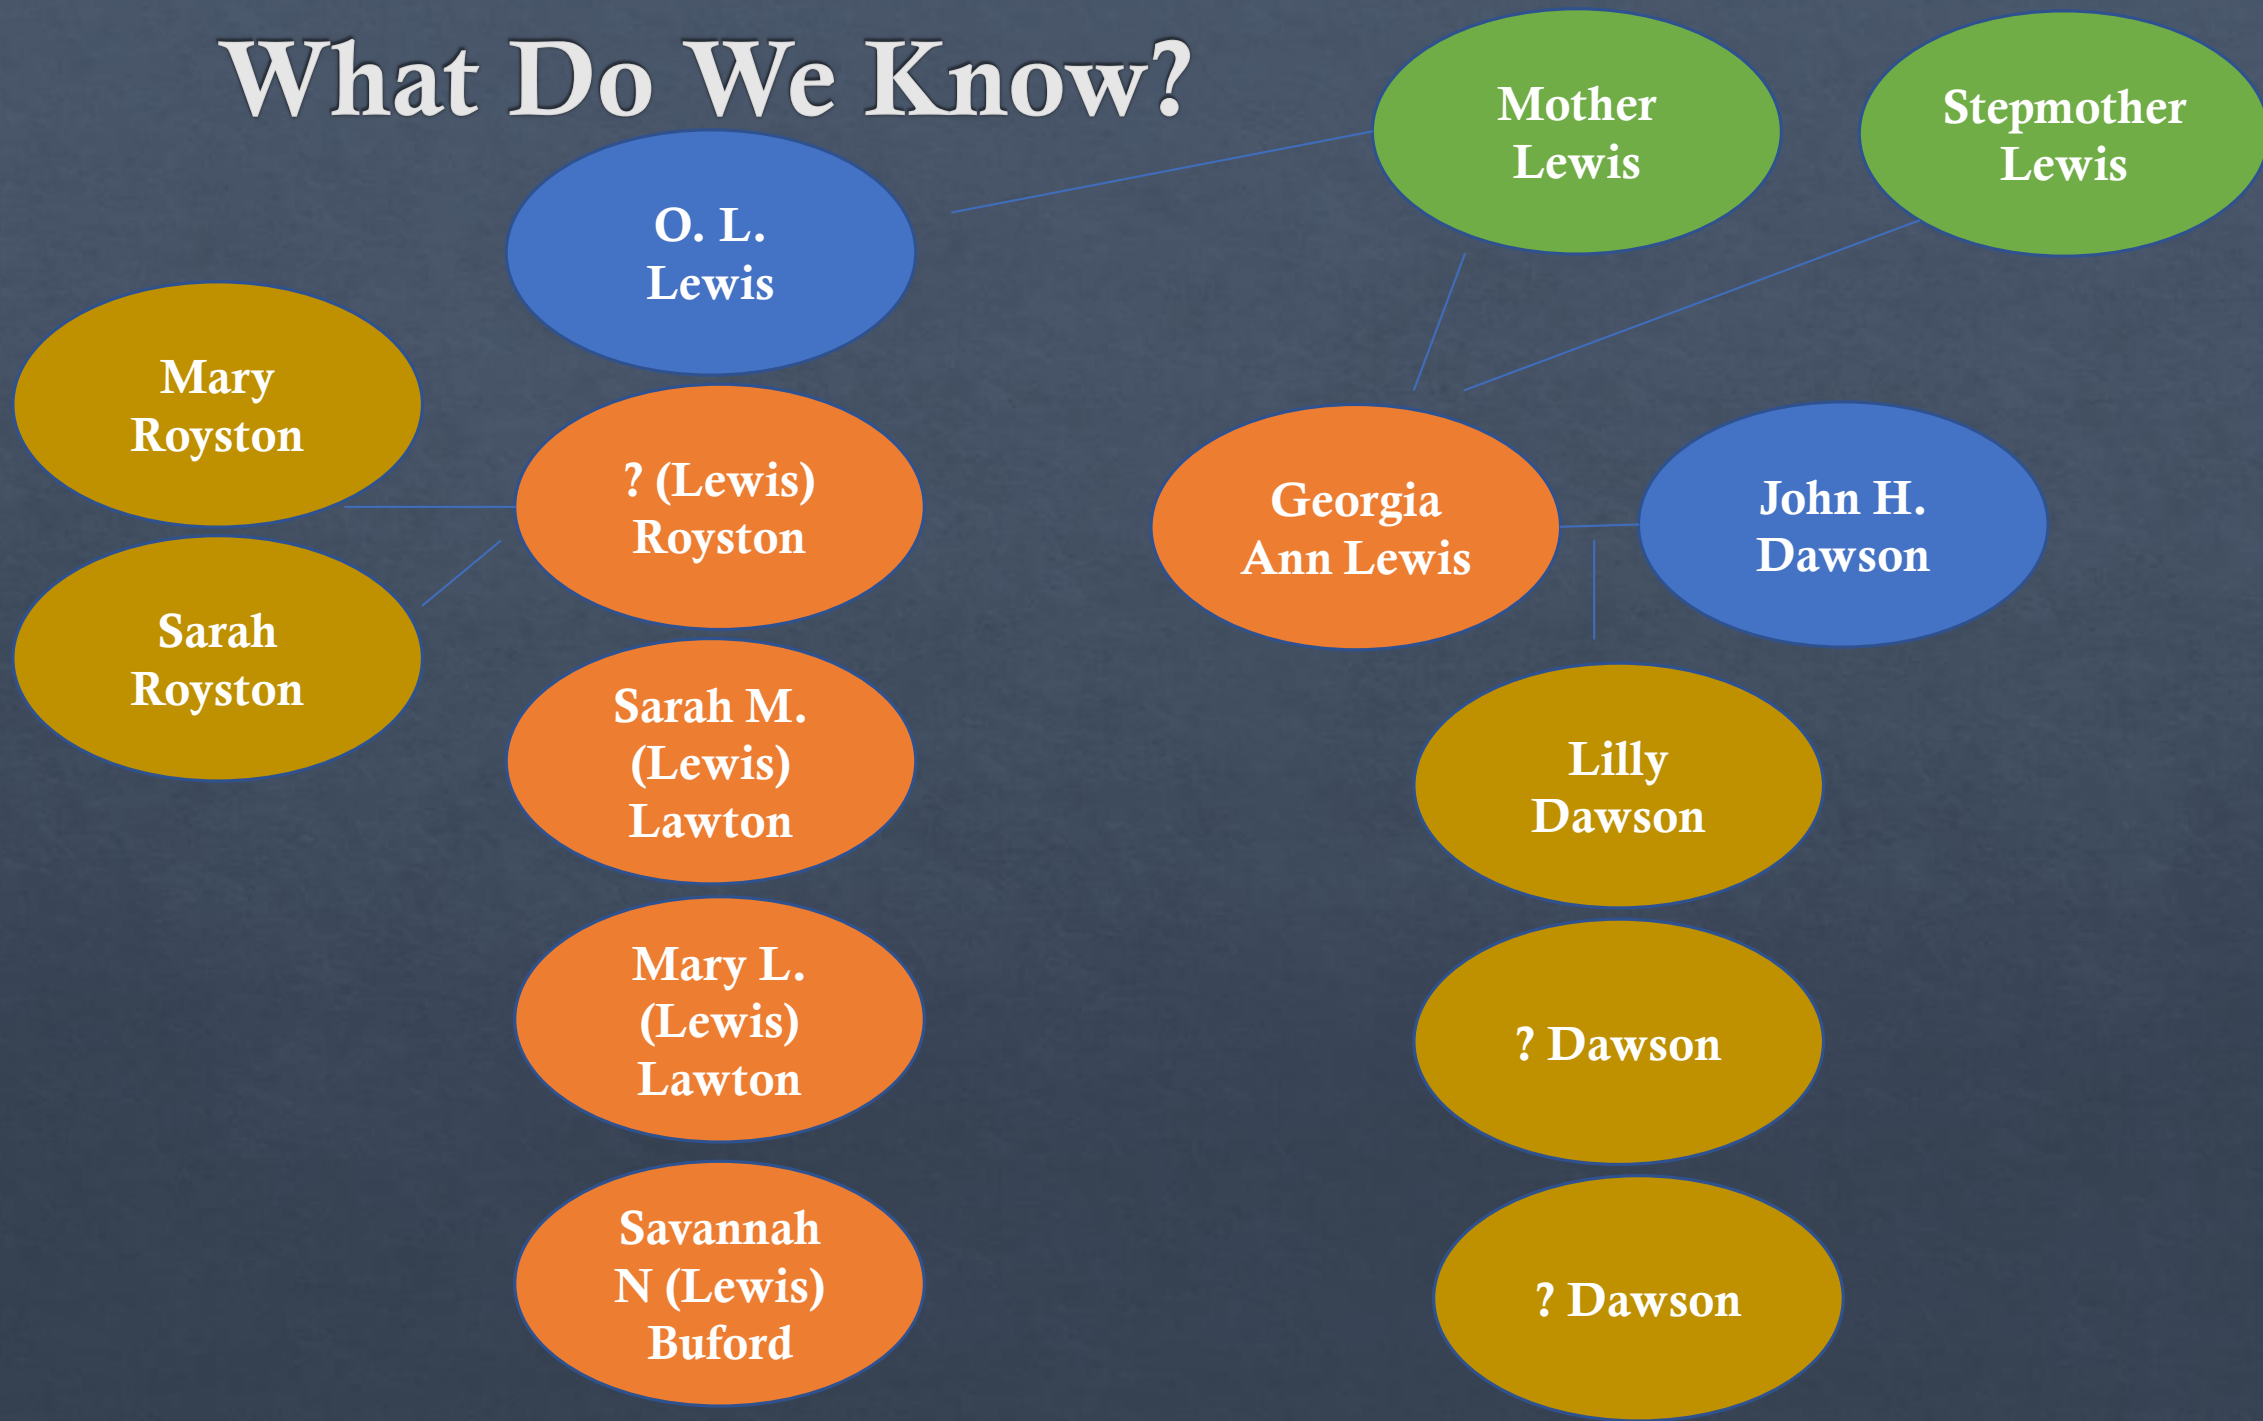 What Do We Know?
Mother
Lewis
Stepmother
Lewis
O. L.
Lewis
Mary
Royston
? (Lewis)
Royston
Georgia
Ann Lewis
John H.
Dawson
Sarah
Royston
Sarah M.
(Lewis)
Lawton
Lilly
Dawson
Mary L.
(Lewis)
Lawton
? Dawson
Savannah
N (Lewis)
Buford
? Dawson